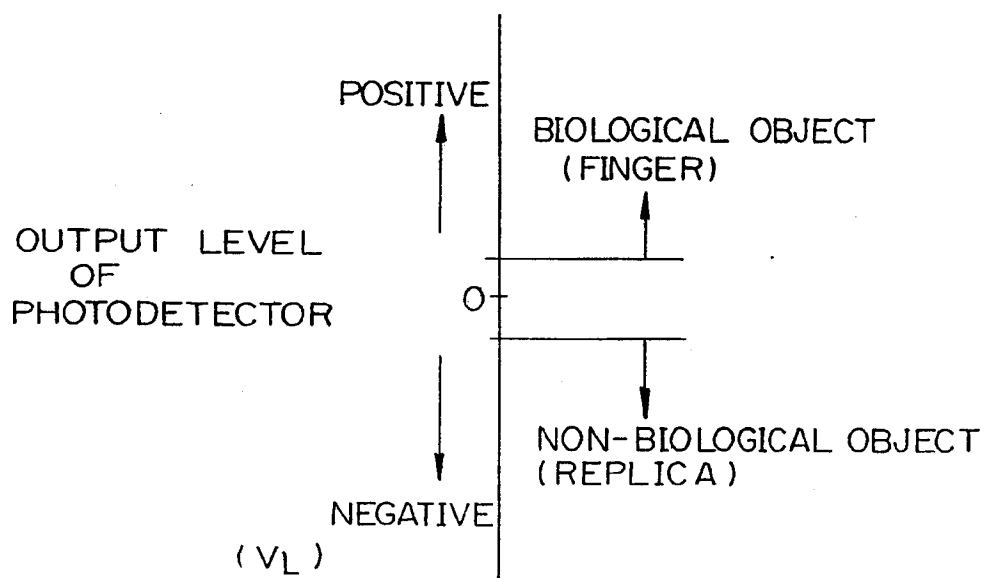 POSITIVE
BIOLOGICAL OBJECT
(FINGER)
OUTPUT LEVEL
OF
PHOTODETECTOR
0
NON-BIOLOGICAL OBJECT
(REPLICA)
NEGATIVE
(VL)